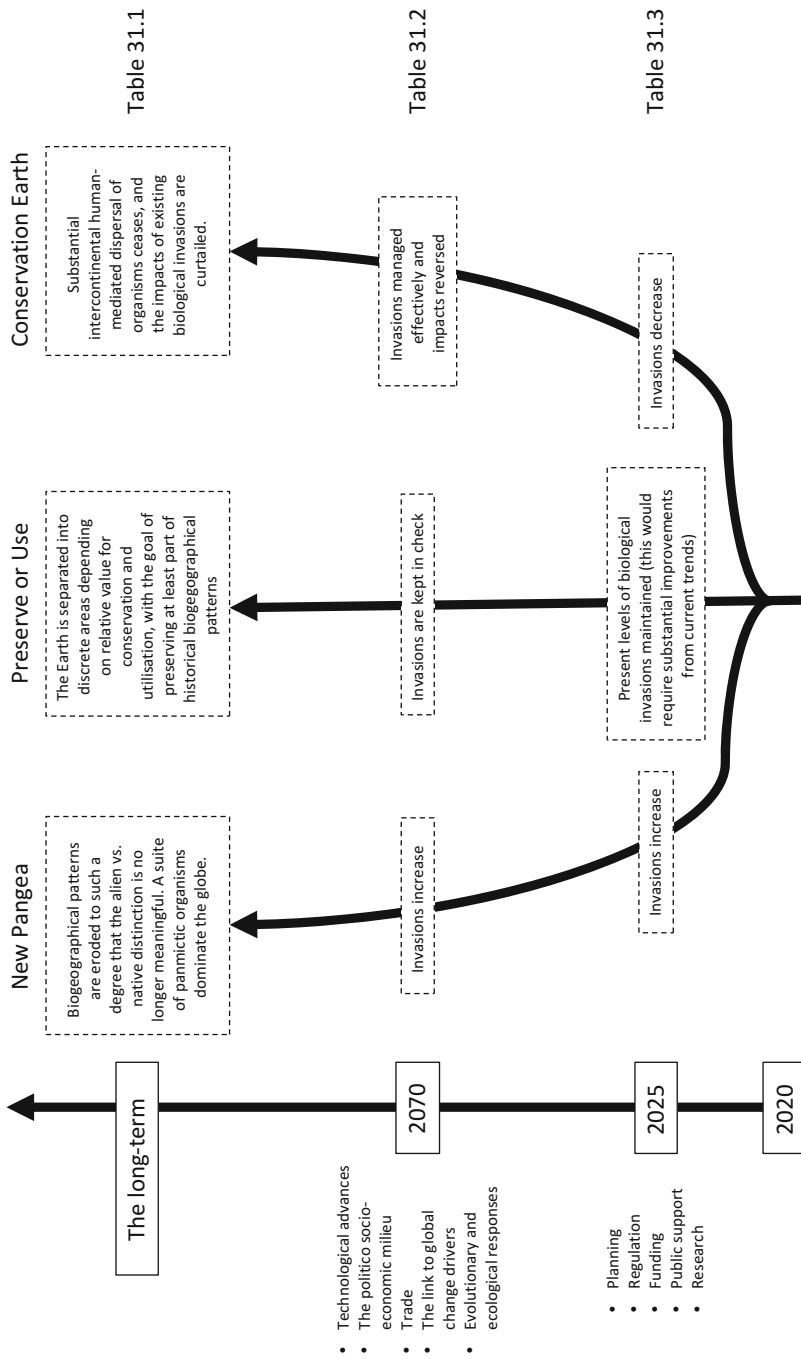 New Pangea
Preserve or Use
Conservation Earth
The long-term
Biogeographical patterns
are eroded to such a
degree that the alien vs.
native distinction is no
longer meaningful. A suite
of panmictic organisms
dominate the globe.
The Earth is separated into
discrete areas depending
on relative value for
conservation and
utilisation, with the goal of
preserving at least part of
historical biogegographical
patterns
Substantial
intercontinental human-
mediated dispersal of
organisms ceases, and
the impacts of existing
biological invasions are
curtailed.
Table 31.1
• Technological advances
• The politico socio-
economic milieu
• Trade
• The link to global
change drivers
• Evolutionary and
ecological responses
2070
Invasions increase
Invasions are kept in check
Invasions managed
effectively and
impacts reversed
Table 31.2
• Planning
• Regulation
• Funding
• Public support
• Research
2025
Invasions increase
Present levels of biological
invasions maintained (this would
require substantial improvements
from current trends)
Invasions decrease
Table 31.3
2020